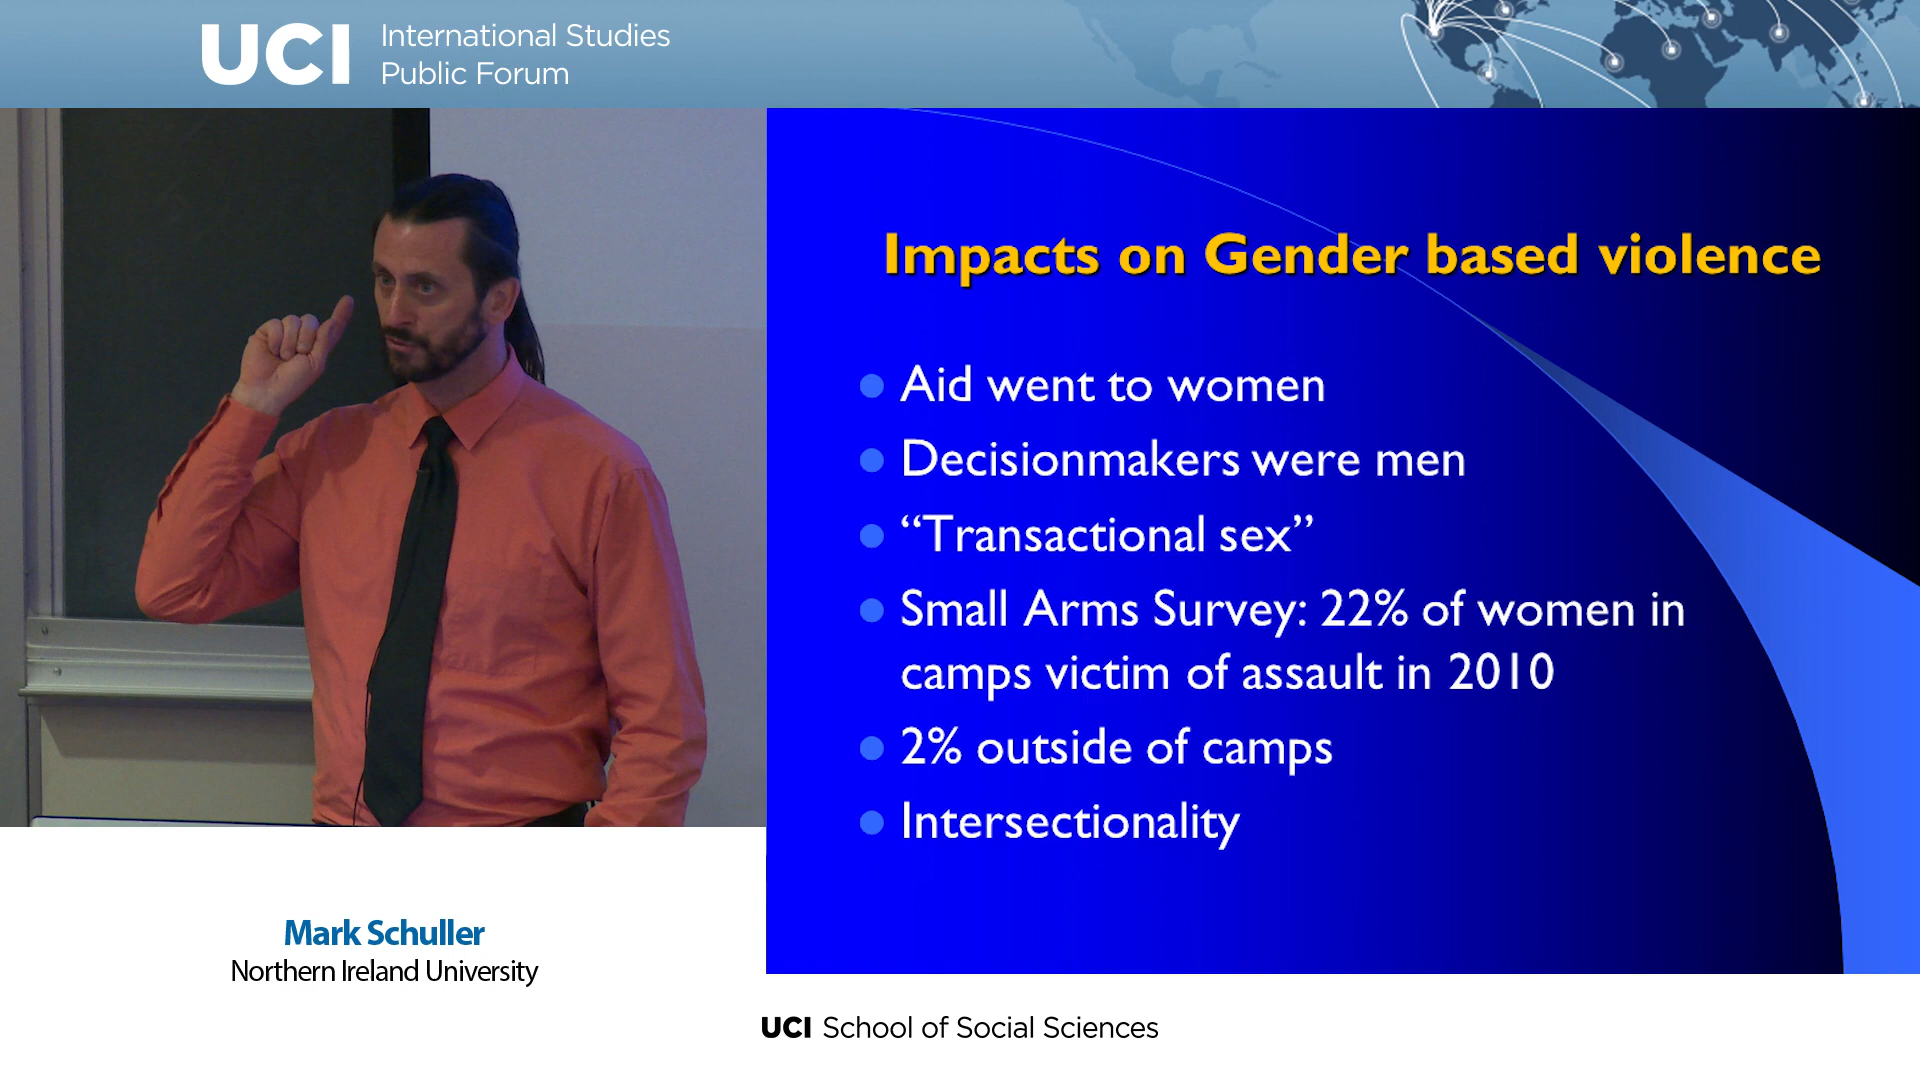 UCI International Studies
Public Forum
Impacts on Gender based violence
Aid went to women
Decisionmakers were men
“Transactional sex”
Small Arms Survey: 22% of women in
camps victim of assault in 2010
2% outside of camps
Intersectionality
Mark Schuller
Northern Ireland University
UCI School of Social Sciences